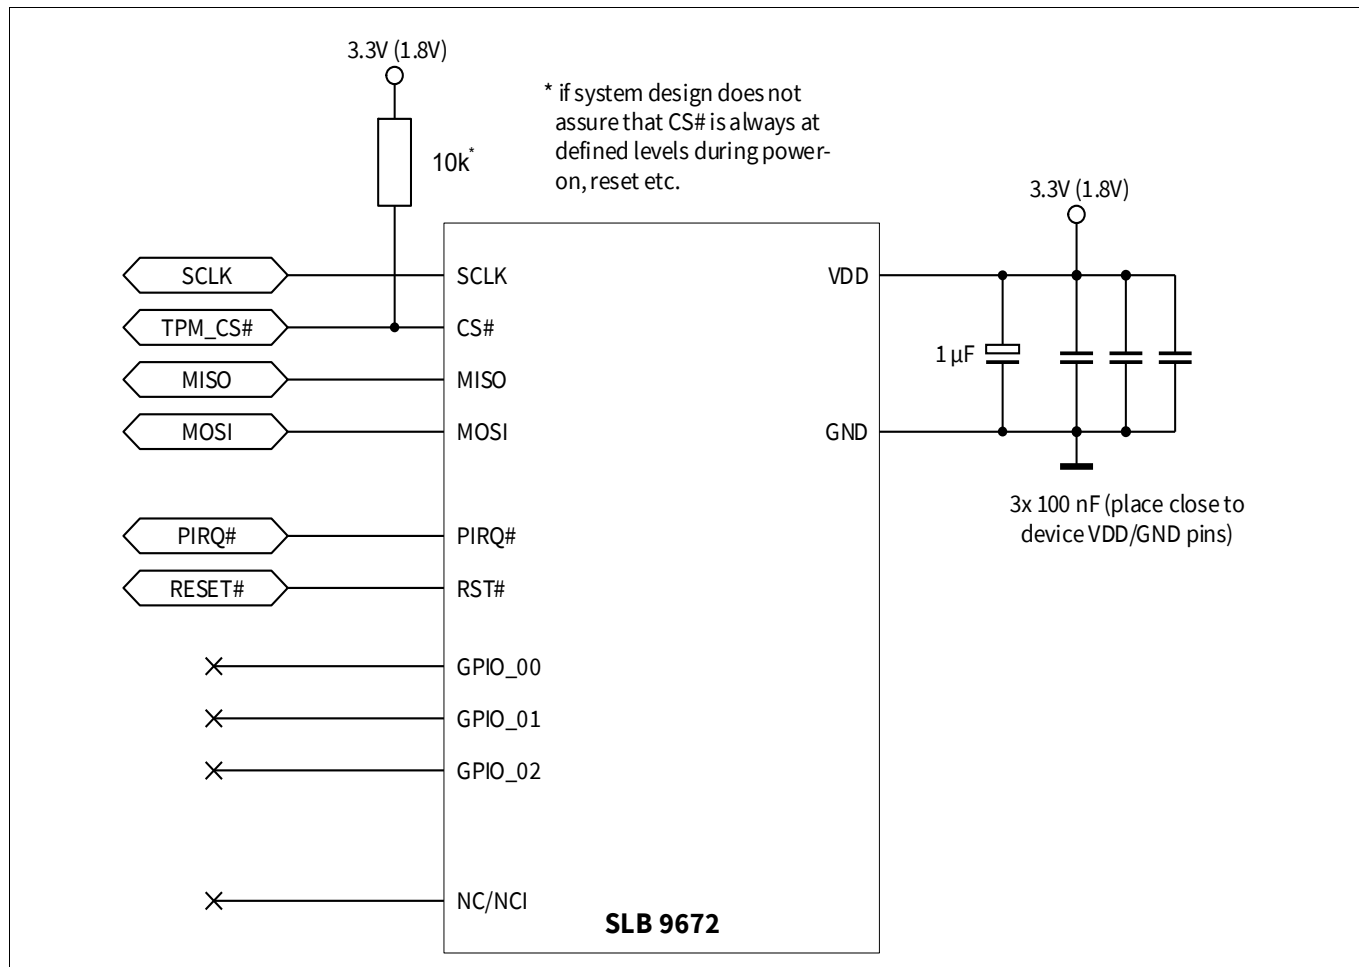 3.3V (1.8V)
10k*
* if system design does not
assure that CS# is always at
defined levels during power-
on, reset etc.
3.3V (1.8V)
SCLK
SCLK
VDD
TPM_CS#
CS#
1 µF
MISO
MISO
MOSI
MOSI
GND
3x 100 nF (place close to
device VDD/GND pins)
PIRQ#
PIRQ#
RESET#
RST#
GPIO_00
GPIO_01
GPIO_02
NC/NCI
SLB 9672